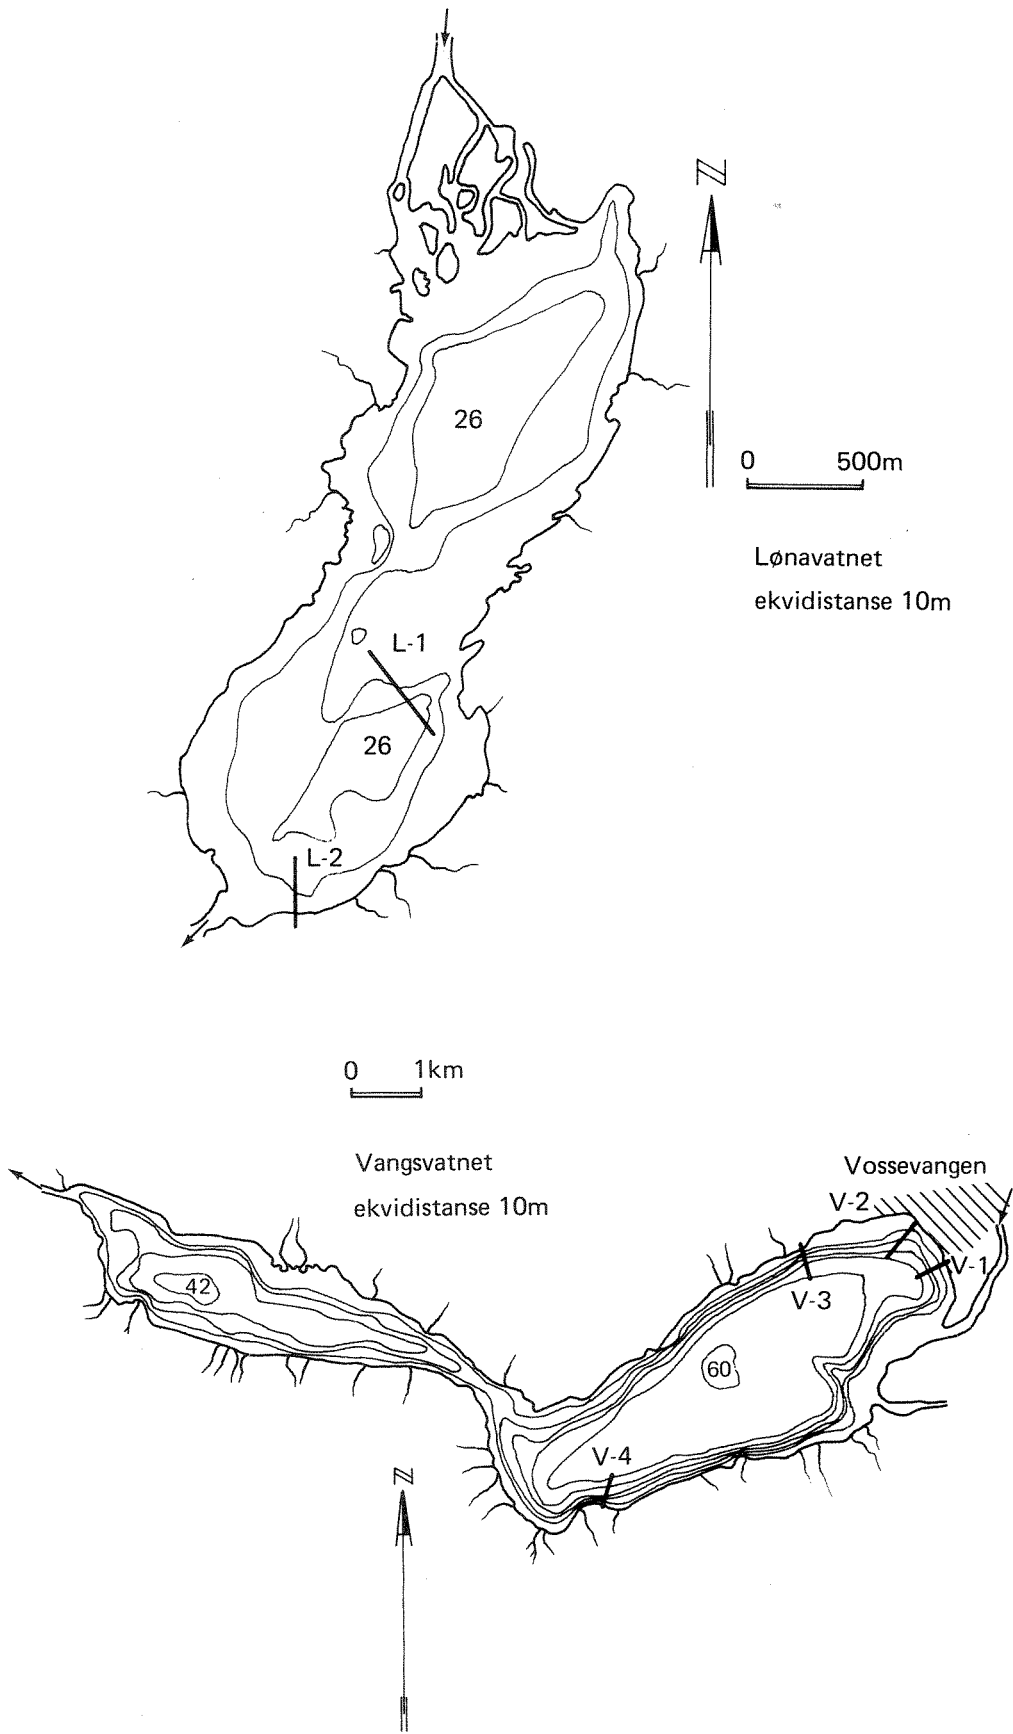 N
26
0 500m
Lønavatnet
ekvidistanse 10m
L-1
26
L-2
0 1km
Vangsvatnet
ekvidistanse 10m
Vossevangen
V-2
V-1
42
V-3
60
V-4
N